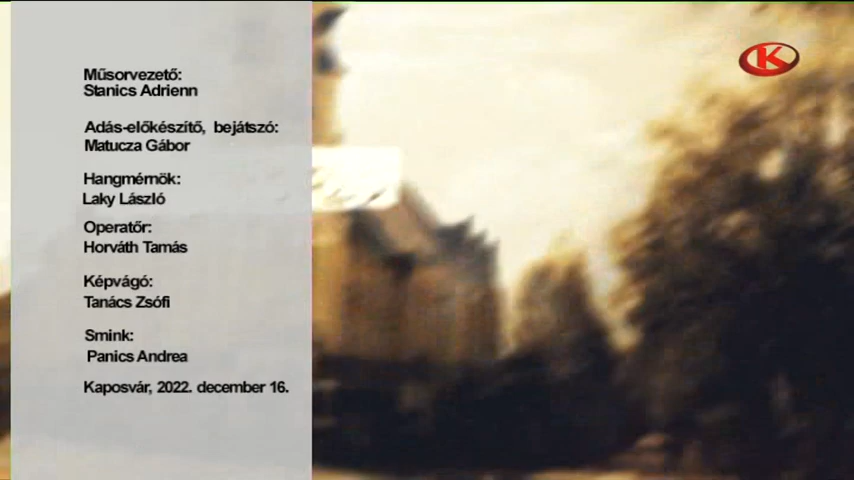 Műsorvezető:
Stanics Adrienn
Adás-előkészítő, bejátszó:
Matucza Gábor
Hangmérnök:
Laky László
Operatőr:
Horváth Tamás
Képvágó:
Tanács Zsófi
Smink:
Panics Andrea
Kaposvár, 2022. december 16.
K